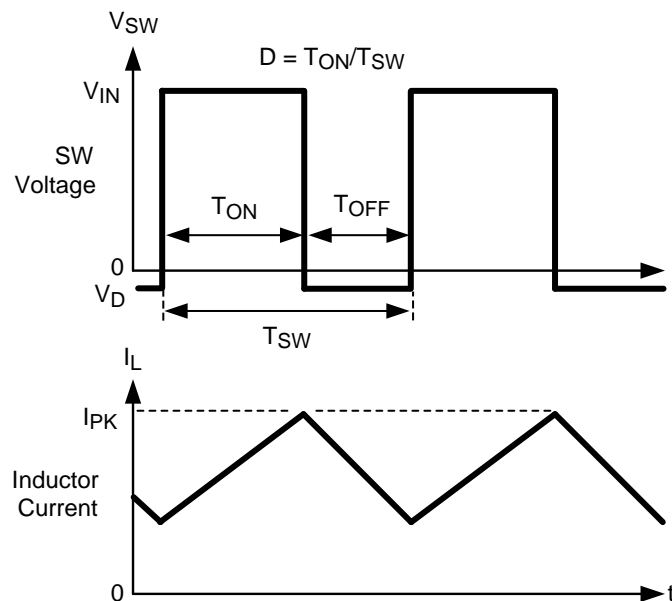 VSW
D = TON/TSW
VIN
SW
Voltage
TON
TOFF
0
VD
TSW
IL
IPK
Inductor
Current
0
t